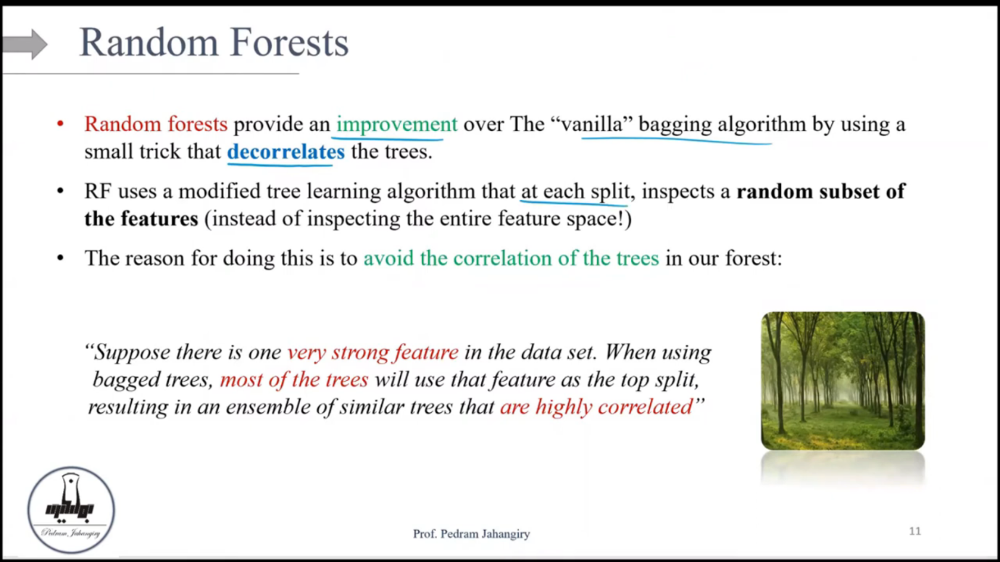 Random Forests
• Random forests provide an improvement over The “vanilla” bagging algorithm by using a
small trick that decorrelates the trees.
• RF uses a modified tree learning algorithm that at each split, inspects a random subset of
the features (instead of inspecting the entire feature space!)
• The reason for doing this is to avoid the correlation of the trees in our forest:
“Suppose there is one very strong feature in the data set. When using
bagged trees, most of the trees will use that feature as the top split,
resulting in an ensemble of similar trees that are highly correlated”
Pedram Jahangiry
Prof. Pedram Jahangiry
11